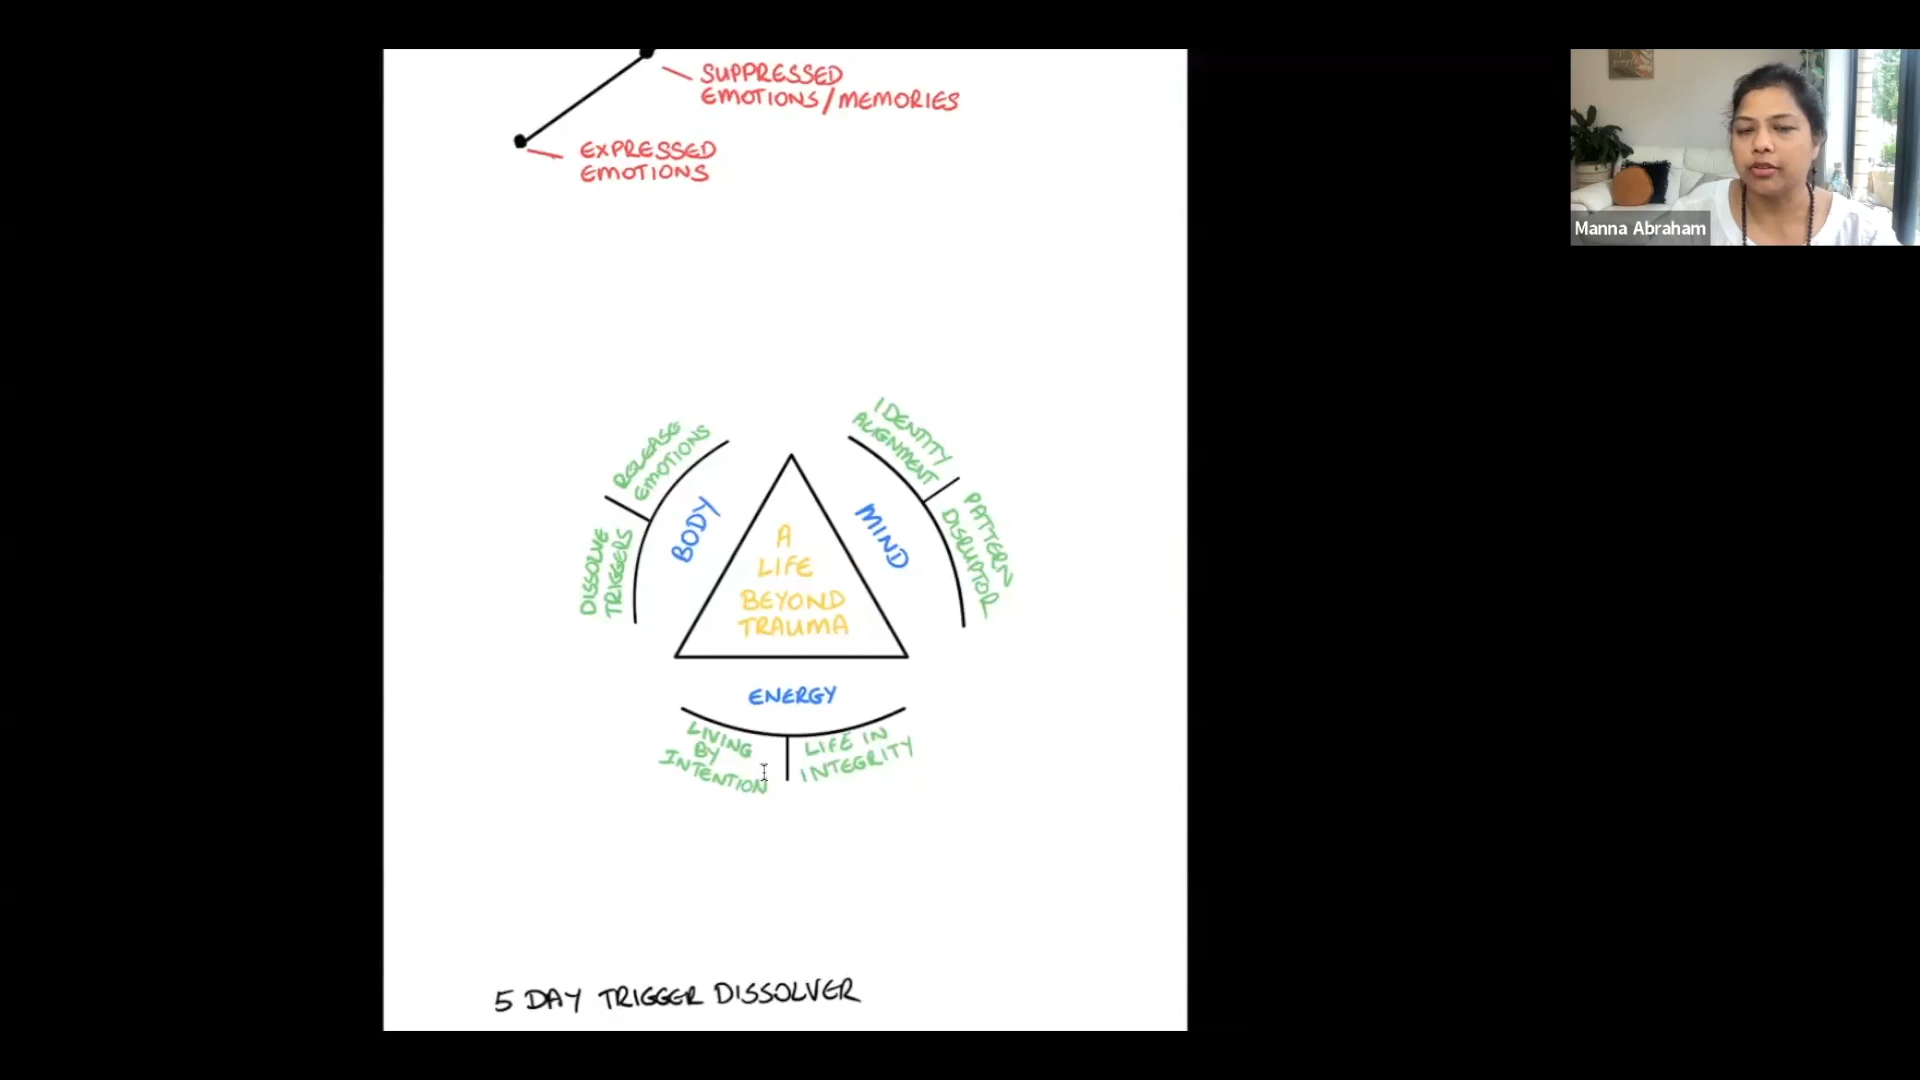 SUPPRESSED
EMOTIONS/MEMORIES
EXPRESSED
EMOTIONS
Manna Abraham
RELEASE
EMOTIONS
DISSOLVE
TRIGGERS
BODY
IDENTITY
ALIGNMENT
PATTERN
DISRUPTOR
MIND
A
LIFE
BEYOND
TRAUMA
ENERGY
LIVING
BY
INTENTION
LIFE IN
INTEGRITY
5 DAY TRIGGER DISSOLVER